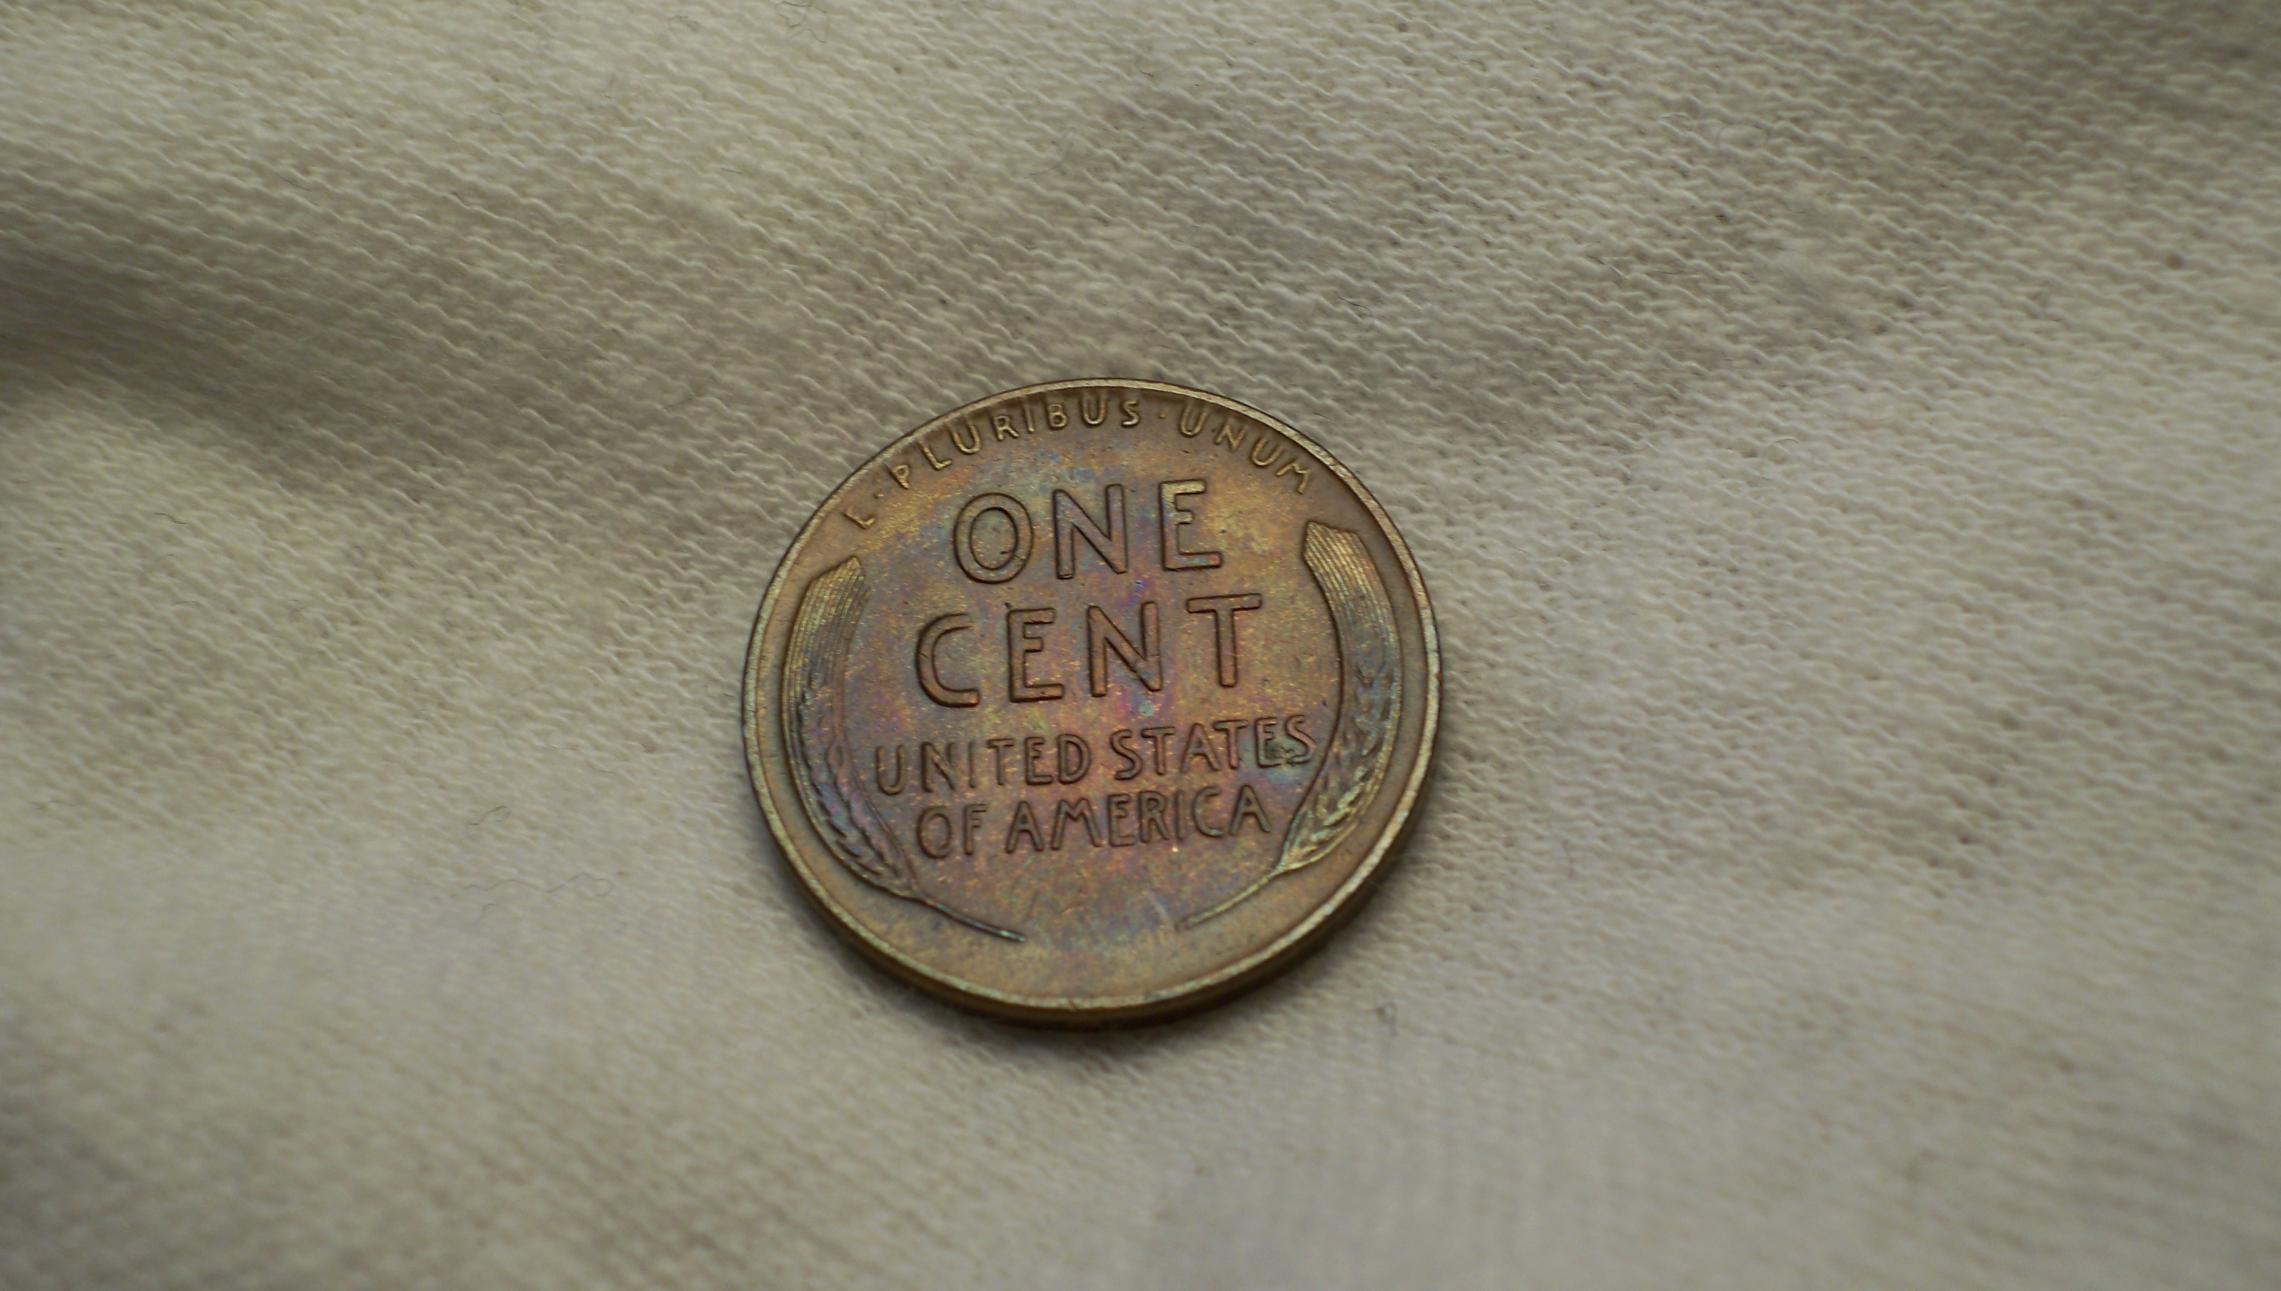 E·PLURIBUS·UNUM
ONE
CENT
UNITED STATES
OF AMERICA